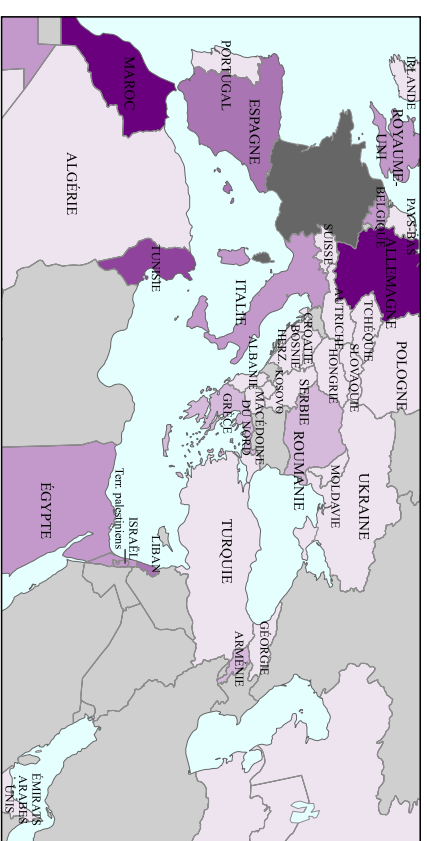 IRLANDE
ROYAUME-
UNI
PAYS-BAS
BELGIQUE
ALLEMAGNE
POLOGNE
TCHÉQUIE
SLOVAQUIE
AUTRICHE
HONGRIE
SUISSE
UKRAINE
MOLDAVIE
ROUMANIE
CROATIE
BOSNIE
HERZ.
SERBIE
KOSOVO
ALBANIE
MACÉDOINE
DU NORD
GRÈCE
ITALIE
ESPAGNE
PORTUGAL
MAROC
ALGÉRIE
TUNISIE
ÉGYPTE
Terr. palestiniens
ISRAËL
LIBAN
TURQUIE
GÉORGIE
ARMÉNIE
ÉMIRATS
ARABES
UNIS